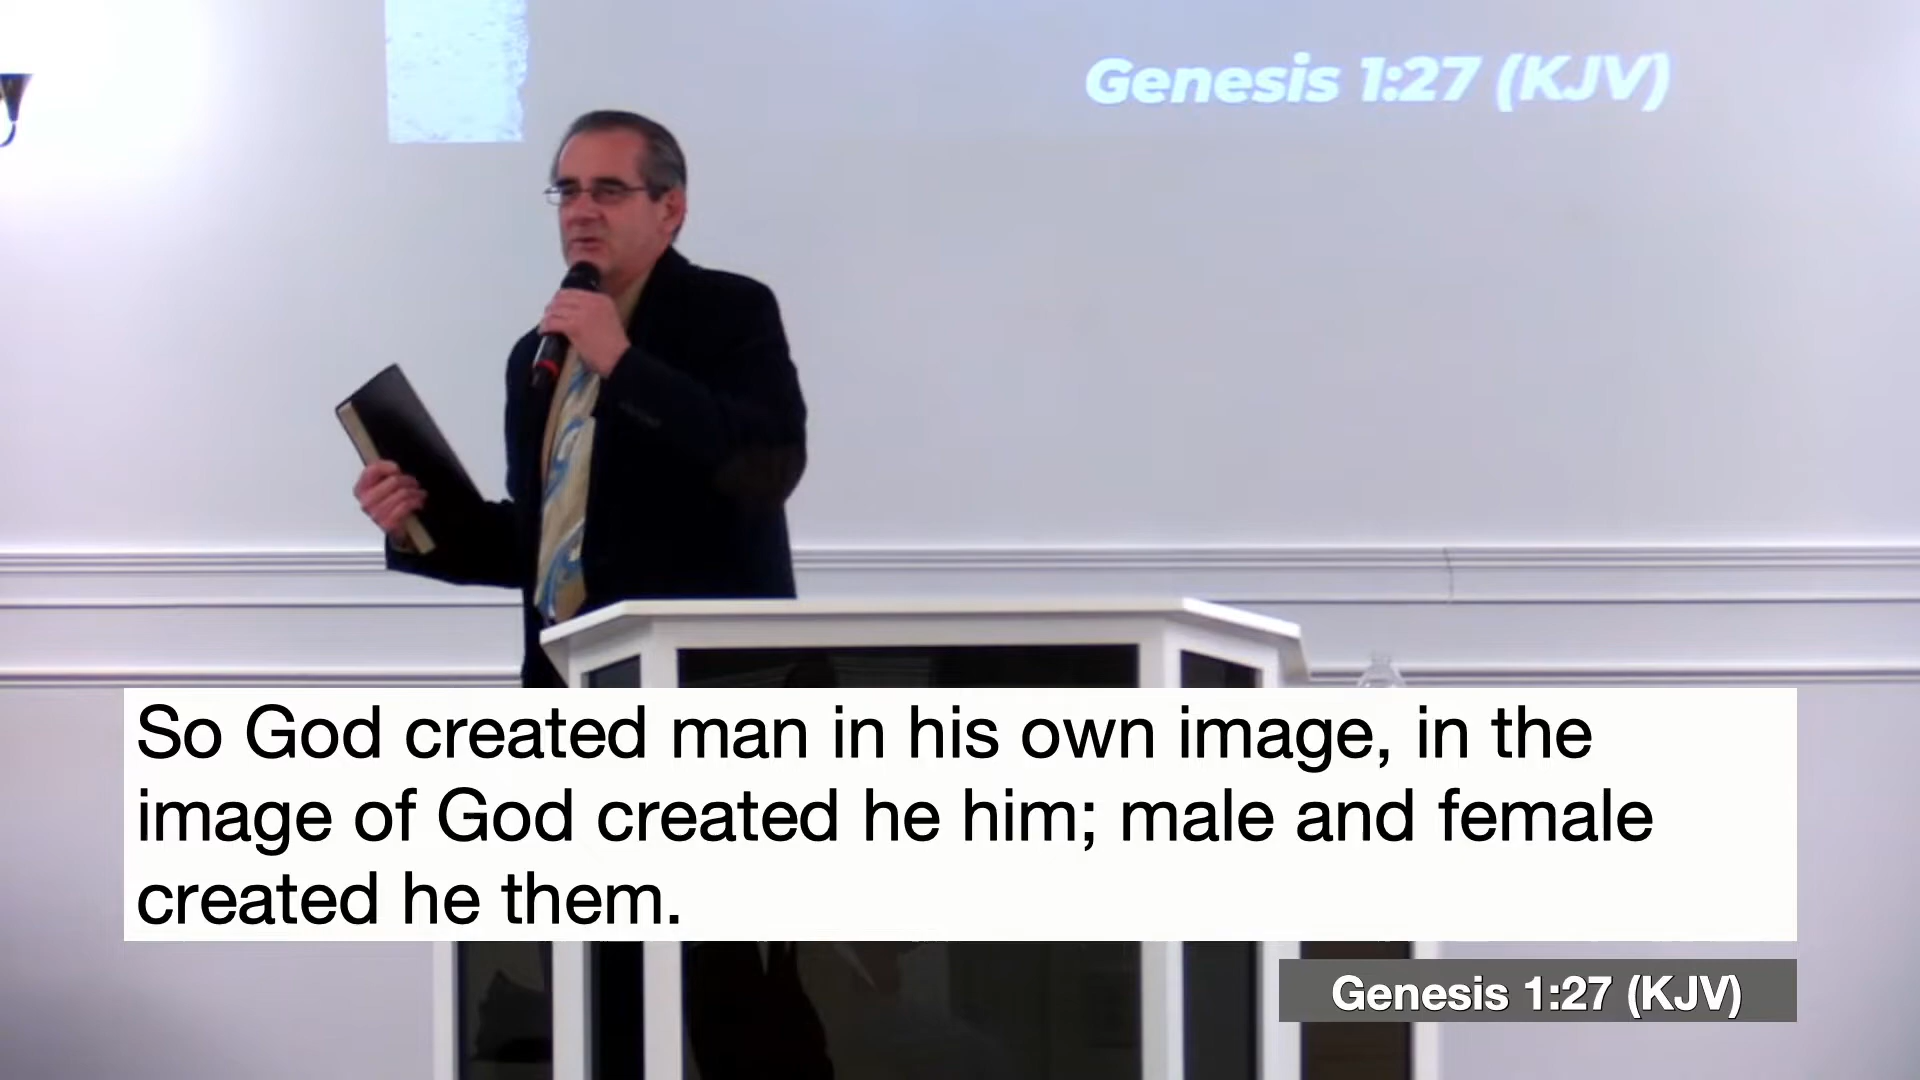 Genesis 1:27 (KJV)
So God created man in his own image, in the
image of God created he him; male and female
created he them.
Genesis 1:27 (KJV)